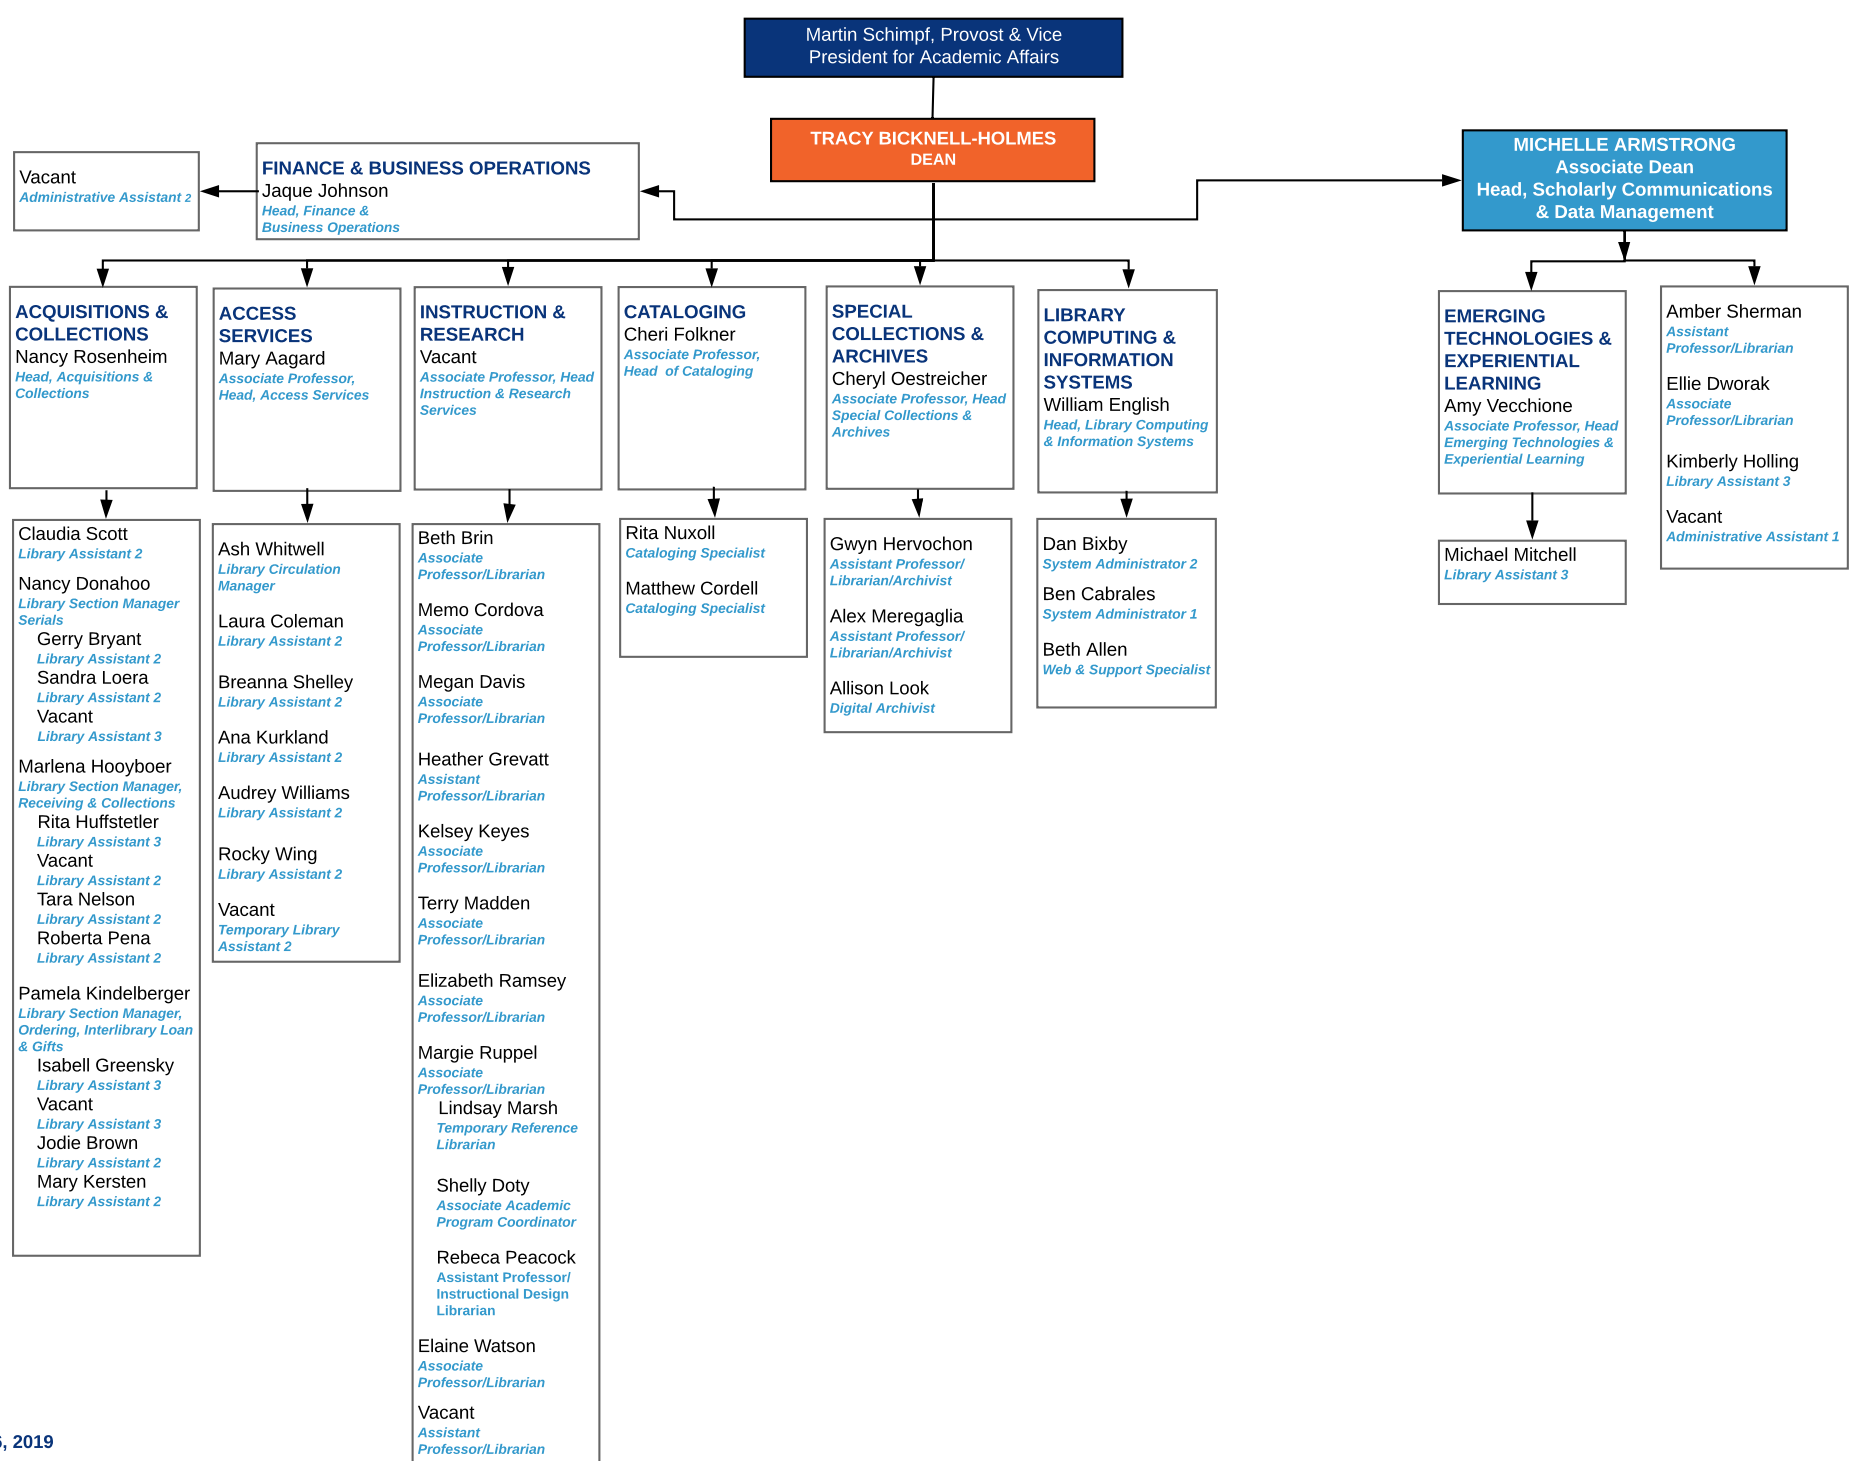 Martin Schimpf, Provost & Vice
President for Academic Affairs
TRACY BICKNELL-HOLMES
DEAN
MICHELLE ARMSTRONG
Associate Dean
Head, Scholarly Communications
& Data Management
Vacant
Administrative Assistant 2
FINANCE & BUSINESS OPERATIONS
Jaque Johnson
Head, Finance &
Business Operations
ACQUISITIONS &
COLLECTIONS
Nancy Rosenheim
Head, Acquisitions &
Collections
ACCESS
SERVICES
Mary Aagard
Associate Professor,
Head, Access Services
INSTRUCTION &
RESEARCH
Vacant
Associate Professor, Head
Instruction & Research
Services
CATALOGING
Cheri Folkner
Associate Professor,
Head  of Cataloging
SPECIAL
COLLECTIONS &
ARCHIVES
Cheryl Oestreicher
Associate Professor, Head
Special Collections &
Archives
LIBRARY
COMPUTING &
INFORMATION
SYSTEMS
William English
Head, Library Computing
& Information Systems
EMERGING
TECHNOLOGIES &
EXPERIENTIAL
LEARNING
Amy Vecchione
Associate Professor, Head
Emerging Technologies &
Experiential Learning
Amber Sherman
Assistant
Professor/Librarian
Ellie Dworak
Associate
Professor/Librarian
Kimberly Holling
Library Assistant 3
Vacant
Administrative Assistant 1
Claudia Scott
Library Assistant 2
Nancy Donahoo
Library Section Manager
Serials
Gerry Bryant
Library Assistant 2
Sandra Loera
Library Assistant 2
Vacant
Library Assistant 3
Marlena Hooyboer
Library Section Manager,
Receiving & Collections
Rita Huffstetler
Library Assistant 3
Vacant
Library Assistant 2
Tara Nelson
Library Assistant 2
Roberta Pena
Library Assistant 2
Pamela Kindelberger
Library Section Manager,
Ordering, Interlibrary Loan
& Gifts
Isabell Greensky
Library Assistant 3
Vacant
Library Assistant 3
Jodie Brown
Library Assistant 2
Mary Kersten
Library Assistant 2
Ash Whitwell
Library Circulation
Manager
Laura Coleman
Library Assistant 2
Breanna Shelley
Library Assistant 2
Ana Kurkland
Library Assistant 2
Audrey Williams
Library Assistant 2
Rocky Wing
Library Assistant 2
Vacant
Temporary Library
Assistant 2
Beth Brin
Associate
Professor/Librarian
Memo Cordova
Associate
Professor/Librarian
Megan Davis
Associate
Professor/Librarian
Heather Grevatt
Assistant
Professor/Librarian
Kelsey Keyes
Associate
Professor/Librarian
Terry Madden
Associate
Professor/Librarian
Elizabeth Ramsey
Associate
Professor/Librarian
Margie Ruppel
Associate
Professor/Librarian
Lindsay Marsh
Temporary Reference
Librarian
Shelly Doty
Associate Academic
Program Coordinator
Rebeca Peacock
Assistant Professor/
Instructional Design
Librarian
Elaine Watson
Associate
Professor/Librarian
Vacant
Assistant
Professor/Librarian
Rita Nuxoll
Cataloging Specialist
Matthew Cordell
Cataloging Specialist
Gwyn Hervochon
Assistant Professor/
Librarian/Archivist
Alex Meregaglia
Assistant Professor/
Librarian/Archivist
Allison Look
Digital Archivist
Dan Bixby
System Administrator 2
Ben Cabrales
System Administrator 1
Beth Allen
Web & Support Specialist
Michael Mitchell
Library Assistant 3
, 2019